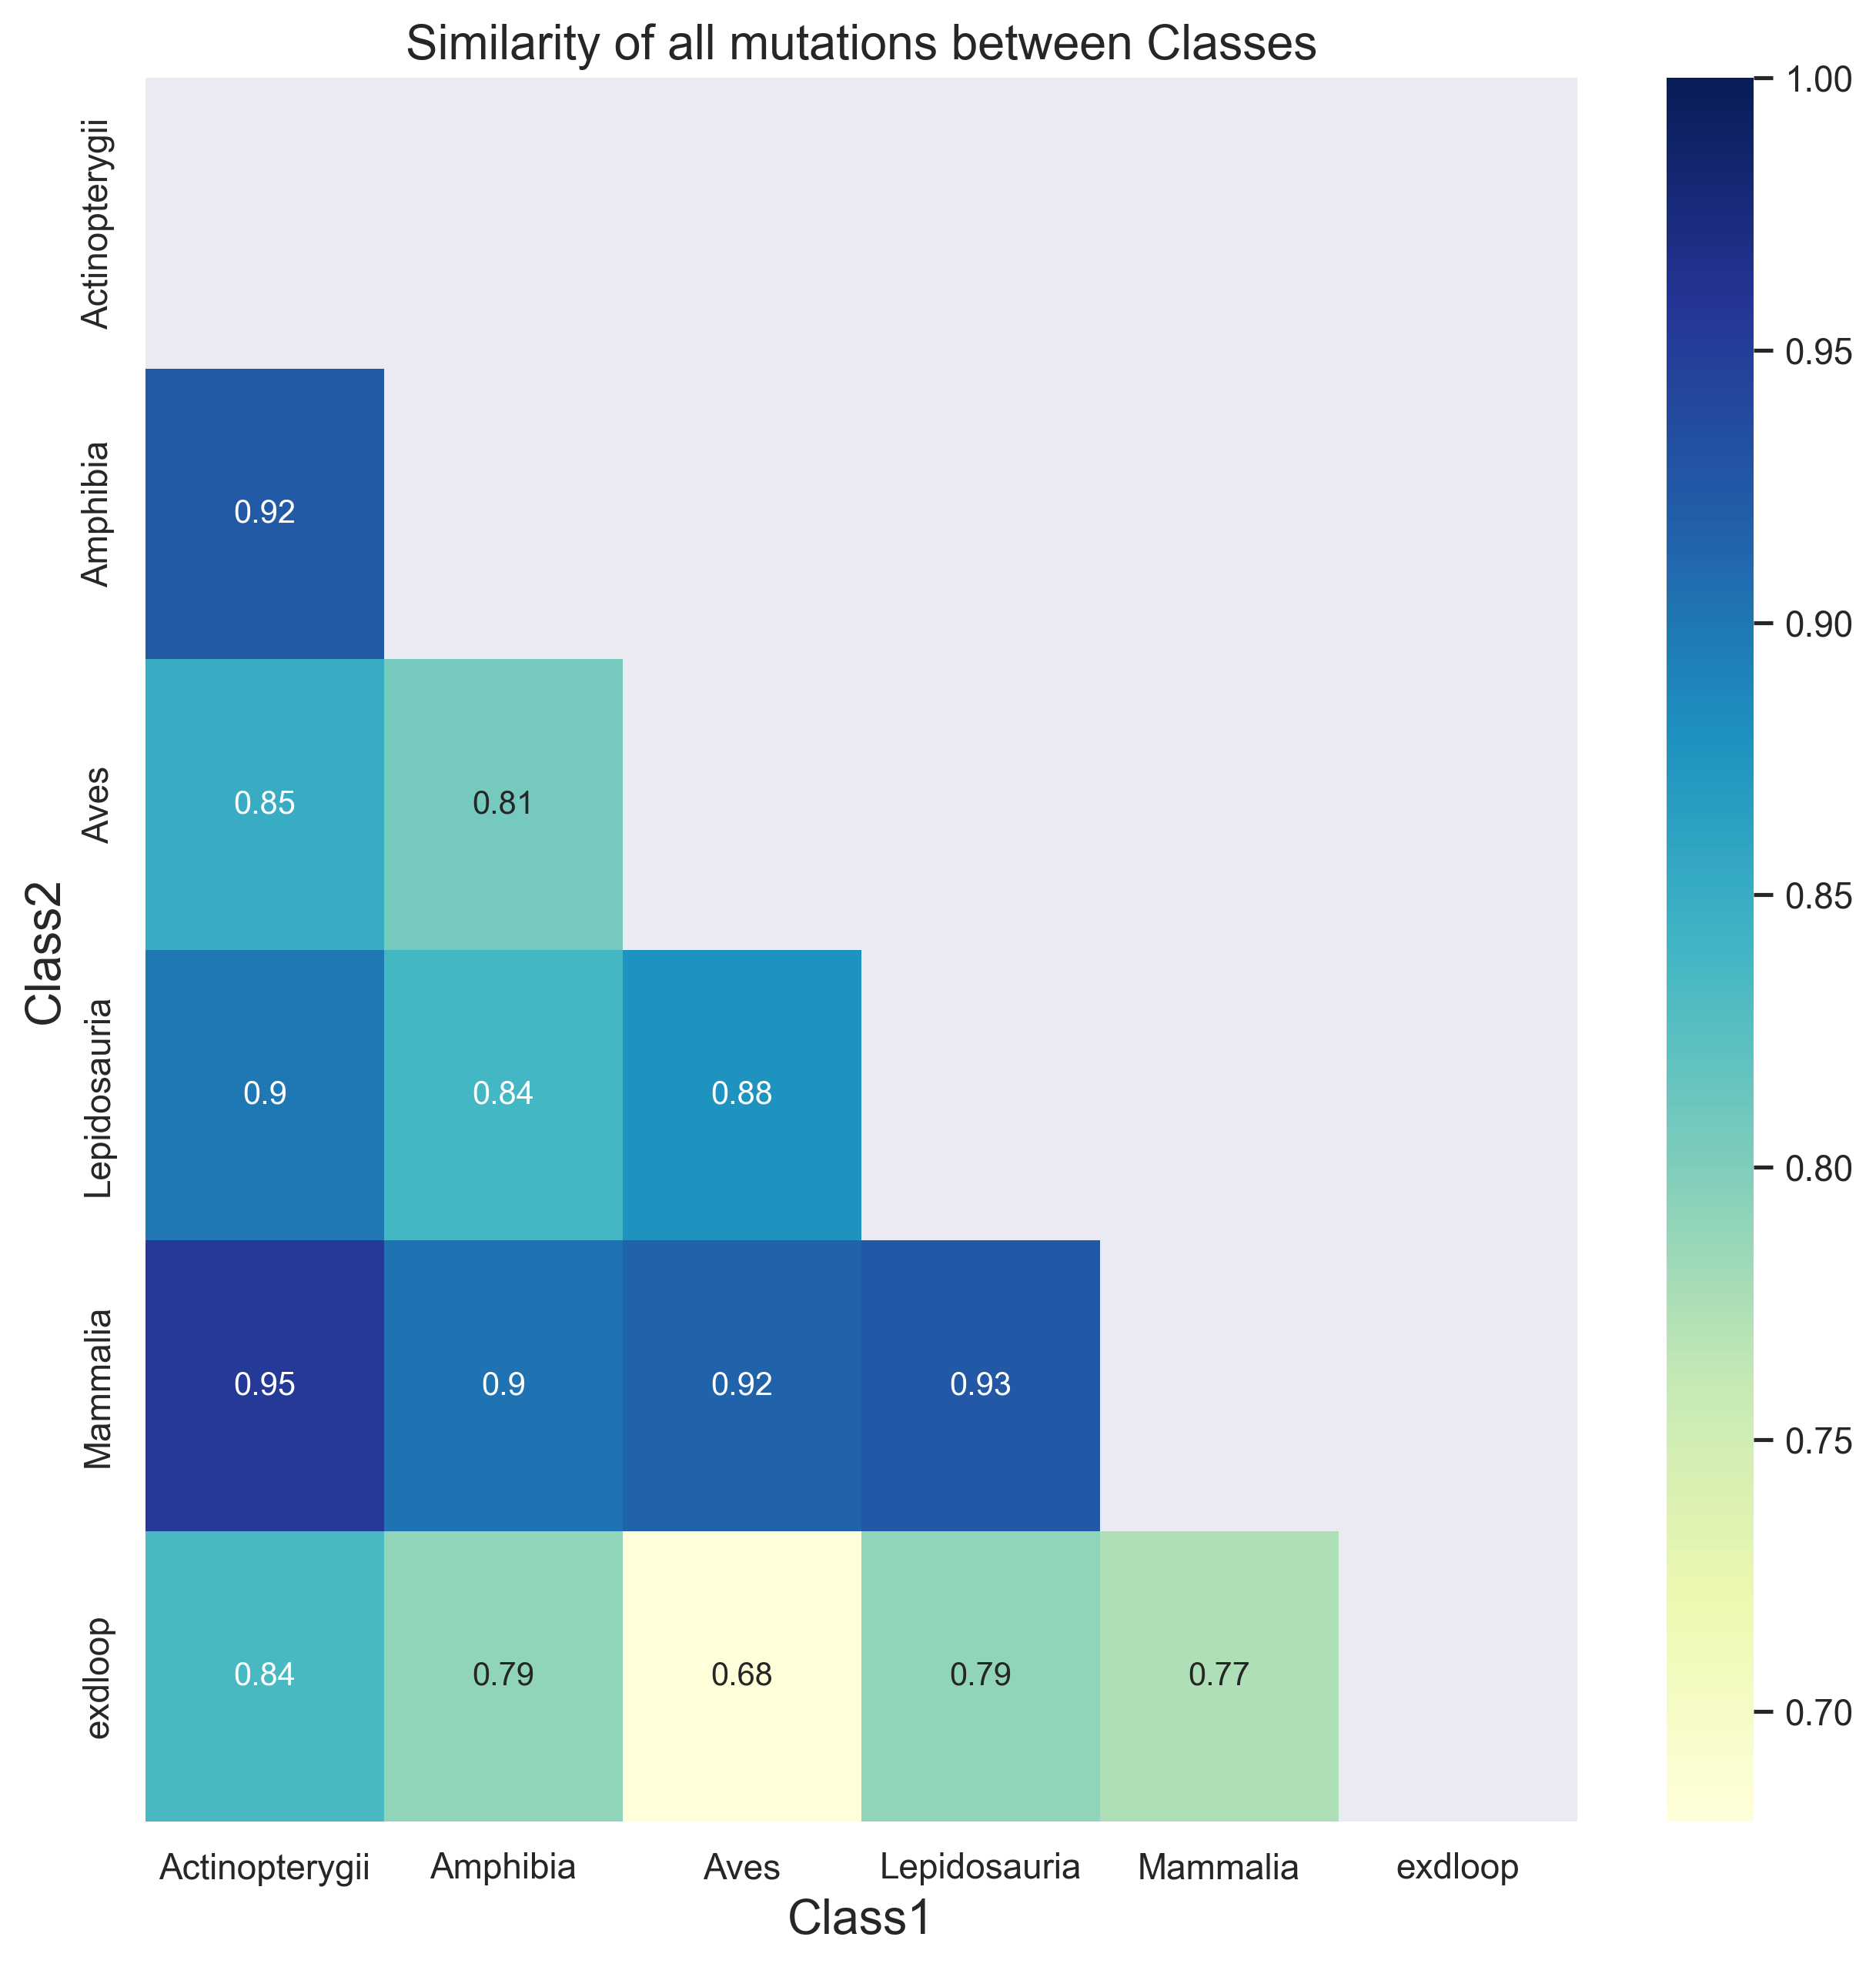 Similarity of all mutations between Classes
Class2
Actinopterygii
Amphibia
0.92
Aves
0.85 0.81
Lepidosauria
0.9 0.84 0.88
Mammalia
0.95 0.9 0.92 0.93
exdloop
0.84 0.79 0.68 0.79 0.77
Actinopterygii Amphibia Aves Lepidosauria Mammalia exdloop
Class1
1.00
0.95
0.90
0.85
0.80
0.75
0.70